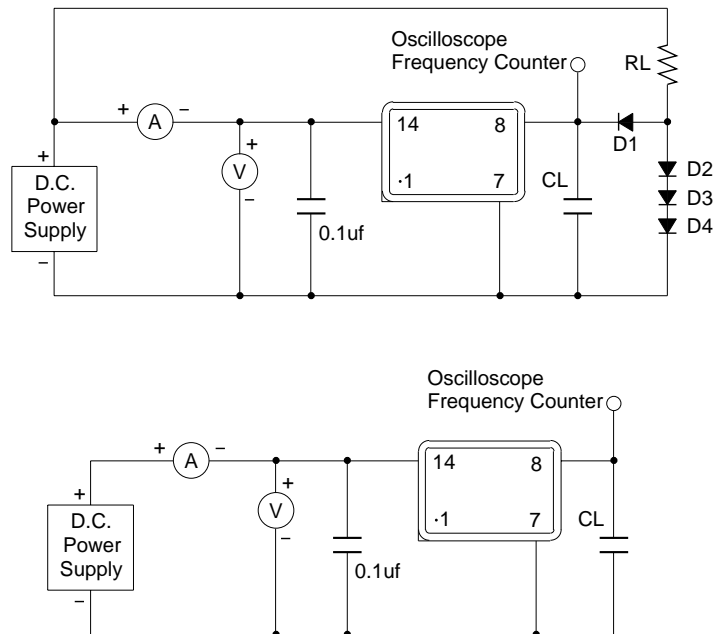 Oscilloscope
Frequency Counter
RL
+ A −
14 8
D1
+
V
−
+
D.C.
Power
Supply
−
·1 7
CL
D2
D3
D4
0.1uf
Oscilloscope
Frequency Counter
+ A −
14 8
+
V
−
+
D.C.
Power
Supply
−
·1 7
CL
0.1uf